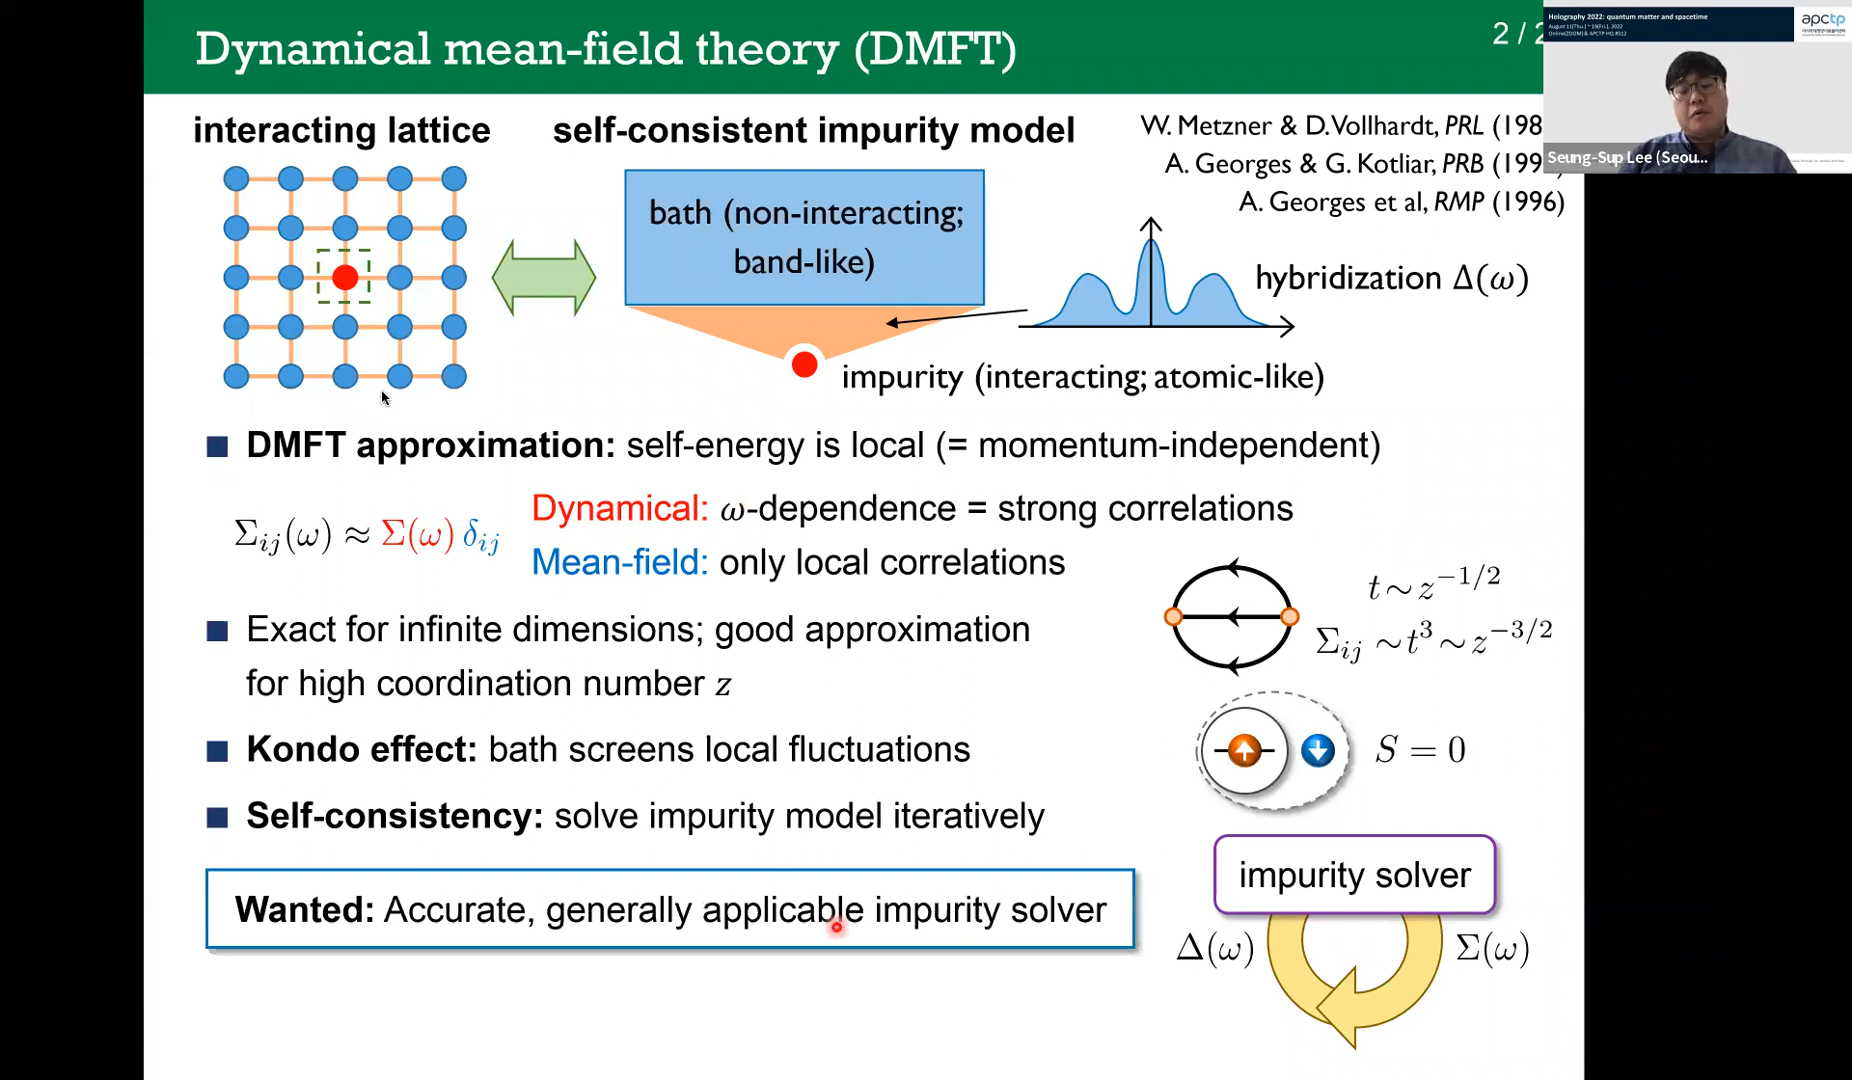 Dynamical mean-field theory (DMFT)
2 / 2
Holography 2022: quantum matter and spacetime
apctp
Seung-Sup Lee (Seou...
interacting lattice
self-consistent impurity model
W. Metzner & D. Vollhardt, PRL (198
A. Georges & G. Kotliar, PRB (199
A. Georges et al, RMP (1996)
bath (non-interacting;
band-like)
hybridization Δ(ω)
impurity (interacting; atomic-like)
DMFT approximation: self-energy is local (= momentum-independent)
Σij(ω) ≈ Σ(ω) δij
Dynamical: ω-dependence = strong correlations
Mean-field: only local correlations
t ~ z^{-1/2}
Σij ~ t^3 ~ z^{-3/2}
Exact for infinite dimensions; good approximation
for high coordination number z
Kondo effect: bath screens local fluctuations
S = 0
Self-consistency: solve impurity model iteratively
Wanted: Accurate, generally applicable impurity solver
impurity solver
Δ(ω)
Σ(ω)